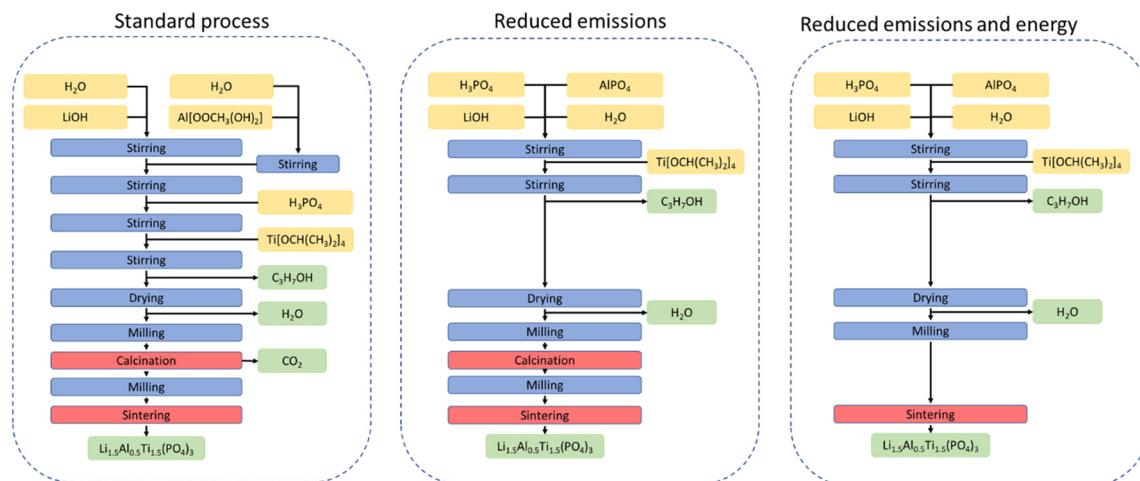 Standard process
H₂O
H₂O
LiOH
Al[OOCH₃(OH)₂]
Stirring
Stirring
Stirring
H₃PO₄
Stirring
Ti[OCH(CH₃)₂]₄
Stirring
C₃H₇OH
Drying
H₂O
Milling
Calcination
CO₂
Milling
Sintering
Li₁.₅Al₀.₅Ti₁.₅(PO₄)₃
Reduced emissions
H₃PO₄
AlPO₄
LiOH
H₂O
Stirring
Ti[OCH(CH₃)₂]₄
Stirring
C₃H₇OH
Drying
H₂O
Milling
Calcination
Milling
Sintering
Li₁.₅Al₀.₅Ti₁.₅(PO₄)₃
Reduced emissions and energy
H₃PO₄
AlPO₄
LiOH
H₂O
Stirring
Ti[OCH(CH₃)₂]₄
Stirring
C₃H₇OH
Drying
H₂O
Milling
Sintering
Li₁.₅Al₀.₅Ti₁.₅(PO₄)₃